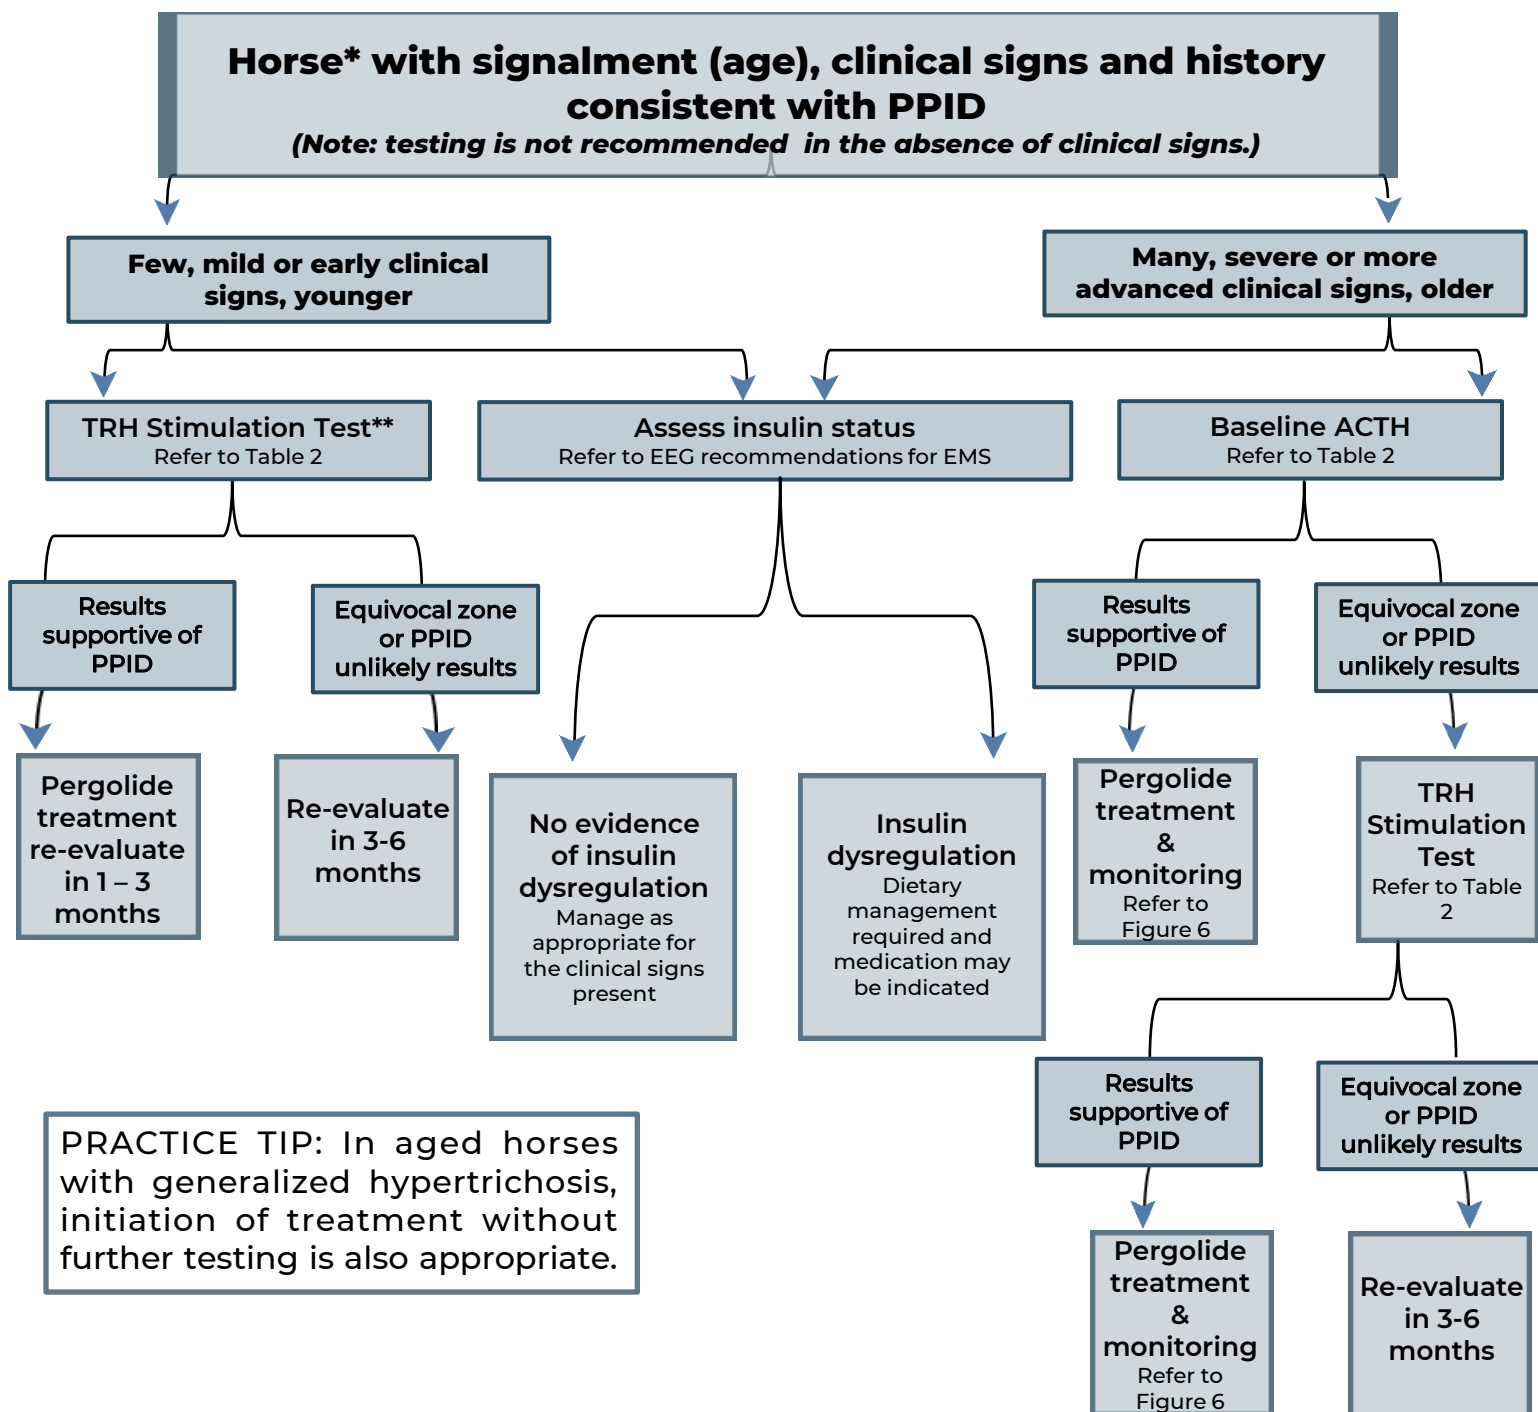 Horse* with signalment (age), clinical signs and history
consistent with PPID
(Note: testing is not recommended in the absence of clinical signs.)
Few, mild or early clinical
signs, younger
Many, severe or more
advanced clinical signs, older
TRH Stimulation Test**
Refer to Table 2
Assess insulin status
Refer to EEG recommendations for EMS
Baseline ACTH
Refer to Table 2
Results
supportive of
PPID
Equivocal zone
or PPID
unlikely results
Results
supportive of
PPID
Equivocal zone
or PPID
unlikely results
Pergolide
treatment
re-evaluate
in 1 – 3
months
Re-evaluate
in 3-6
months
No evidence
of insulin
dysregulation
Manage as
appropriate for
the clinical signs
present
Insulin
dysregulation
Dietary
management
required and
medication may
be indicated
Pergolide
treatment
&
monitoring
Refer to
Figure 6
TRH
Stimulation
Test
Refer to Table
2
Results
supportive of
PPID
Equivocal zone
or PPID
unlikely results
Pergolide
treatment
&
monitoring
Refer to
Figure 6
Re-evaluate
in 3-6
months
PRACTICE TIP: In aged horses
with generalized hypertrichosis,
initiation of treatment without
further testing is also appropriate.